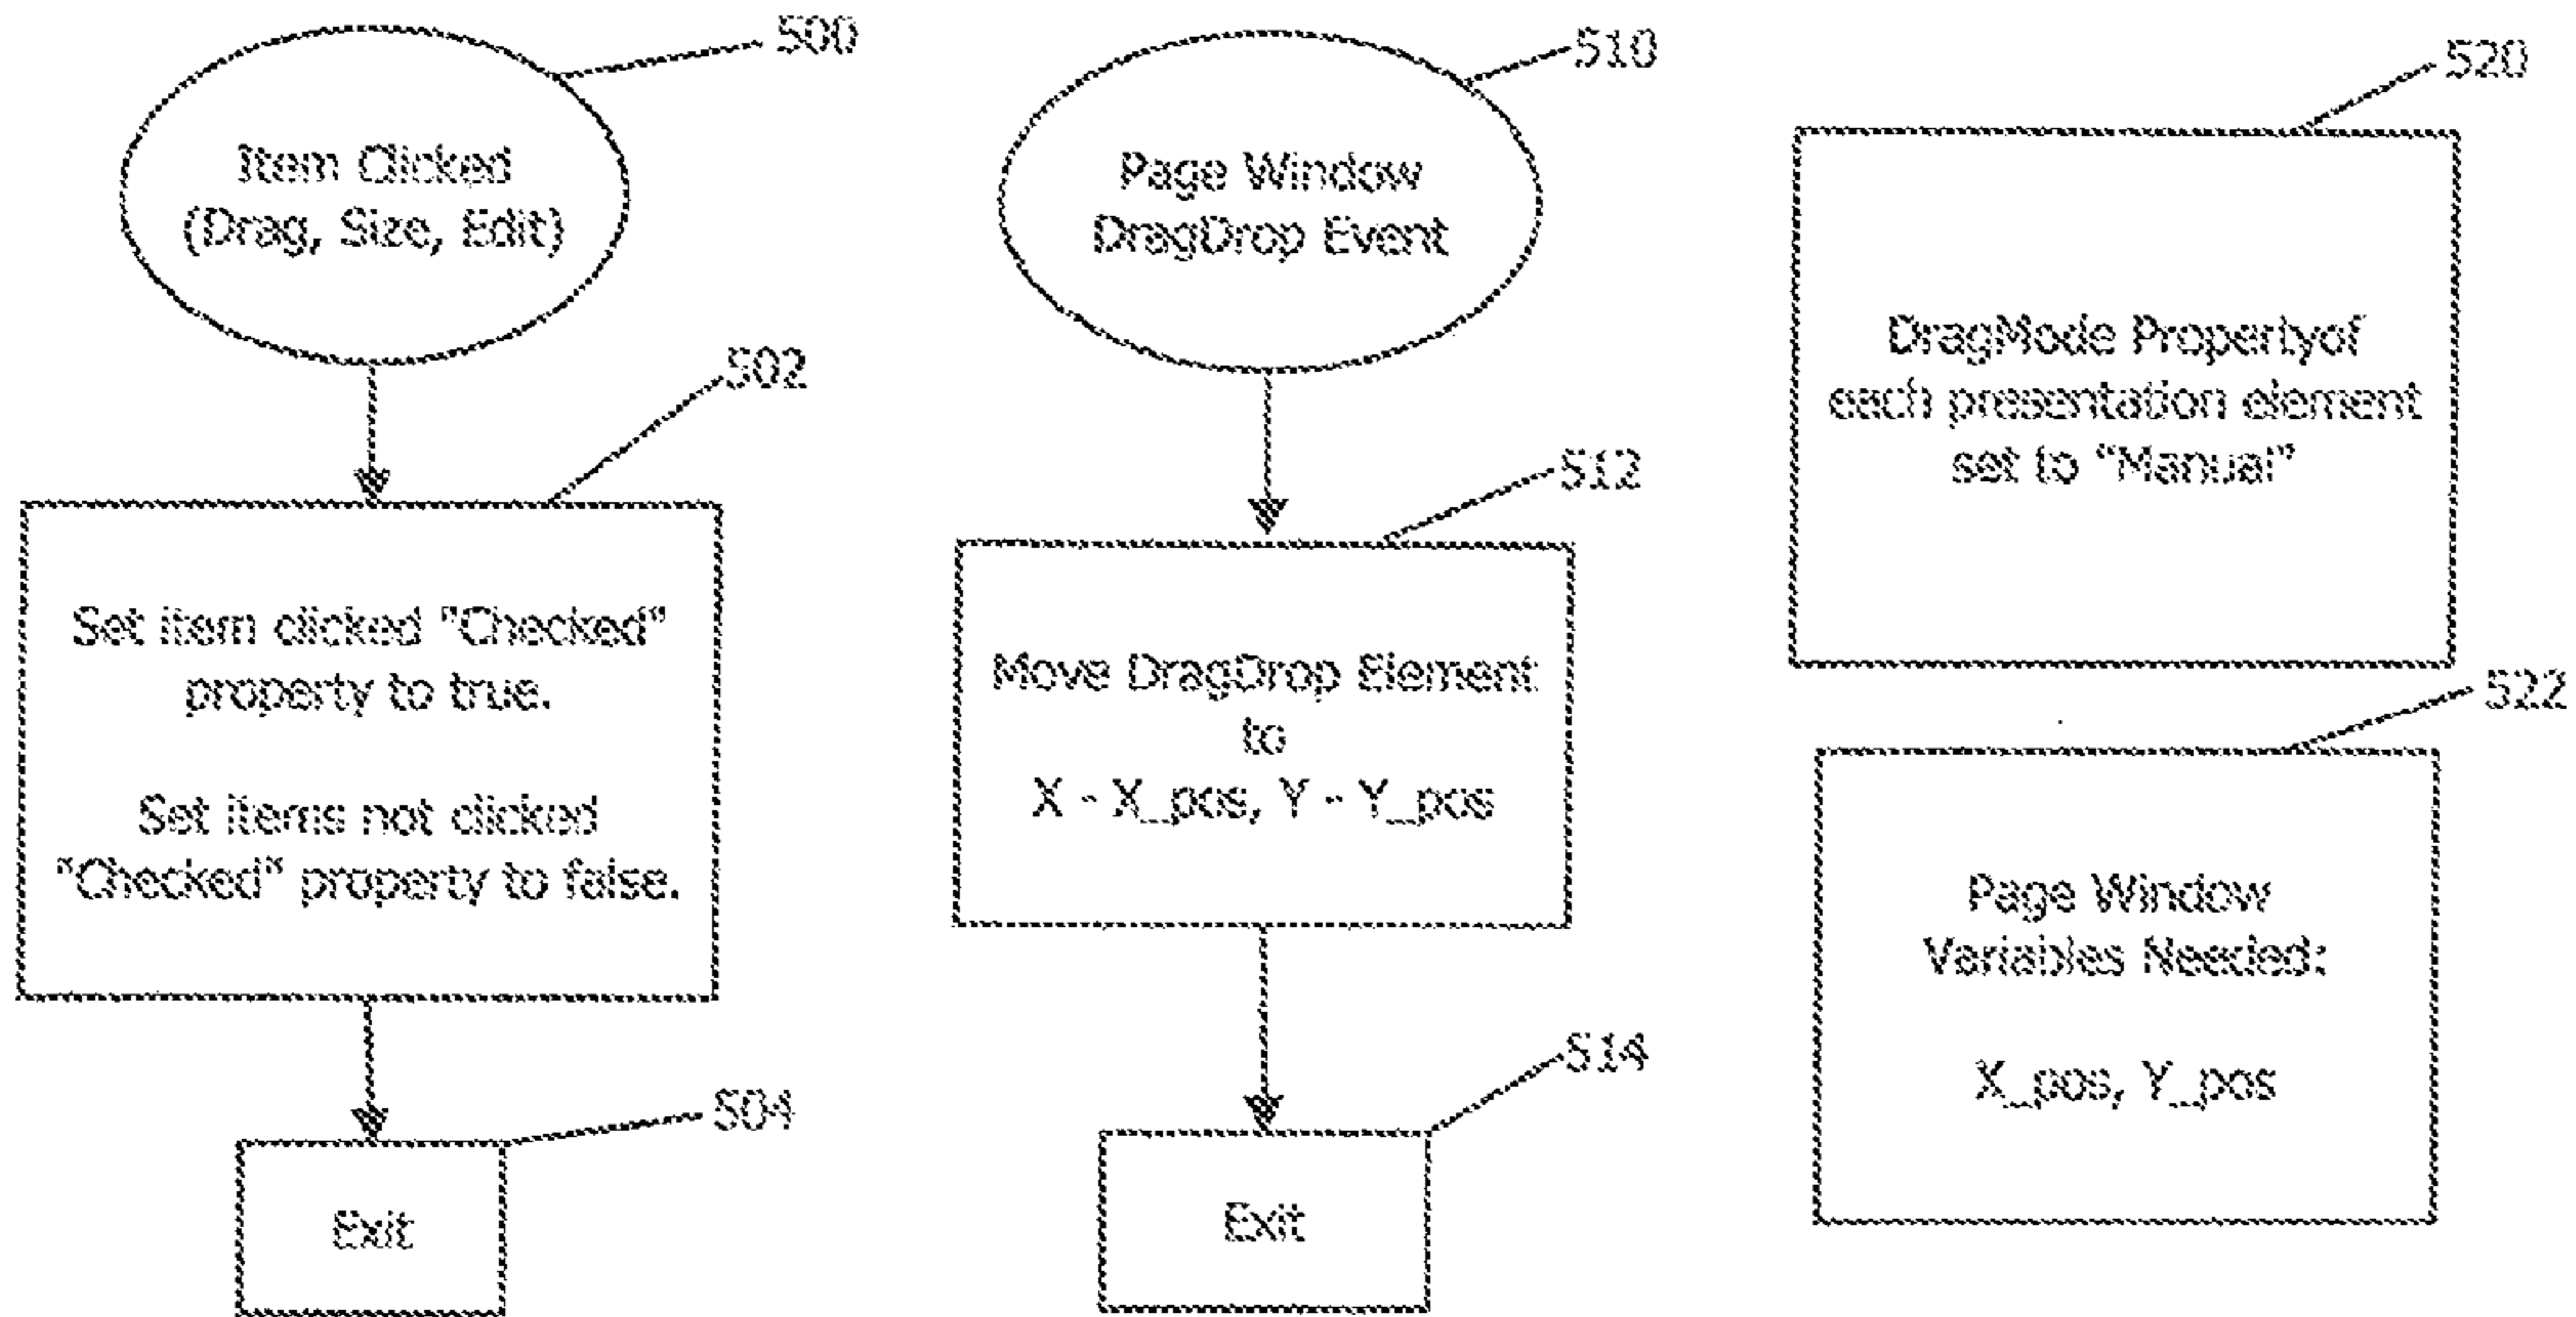 500
Item Clicked
(Drag, Size, Edit)
502
Set item clicked "Checked"
property to true.
Set items not clicked
"Checked" property to false.
504
Exit
510
Page Window
DragDrop Event
512
Move DragDrop Element
to
X - X_pos, Y - Y_pos
514
Exit
520
DragMode Propertyof
each presentation element
set to "Manual"
522
Page Window
Variables Needed:
X_pos, Y_pos